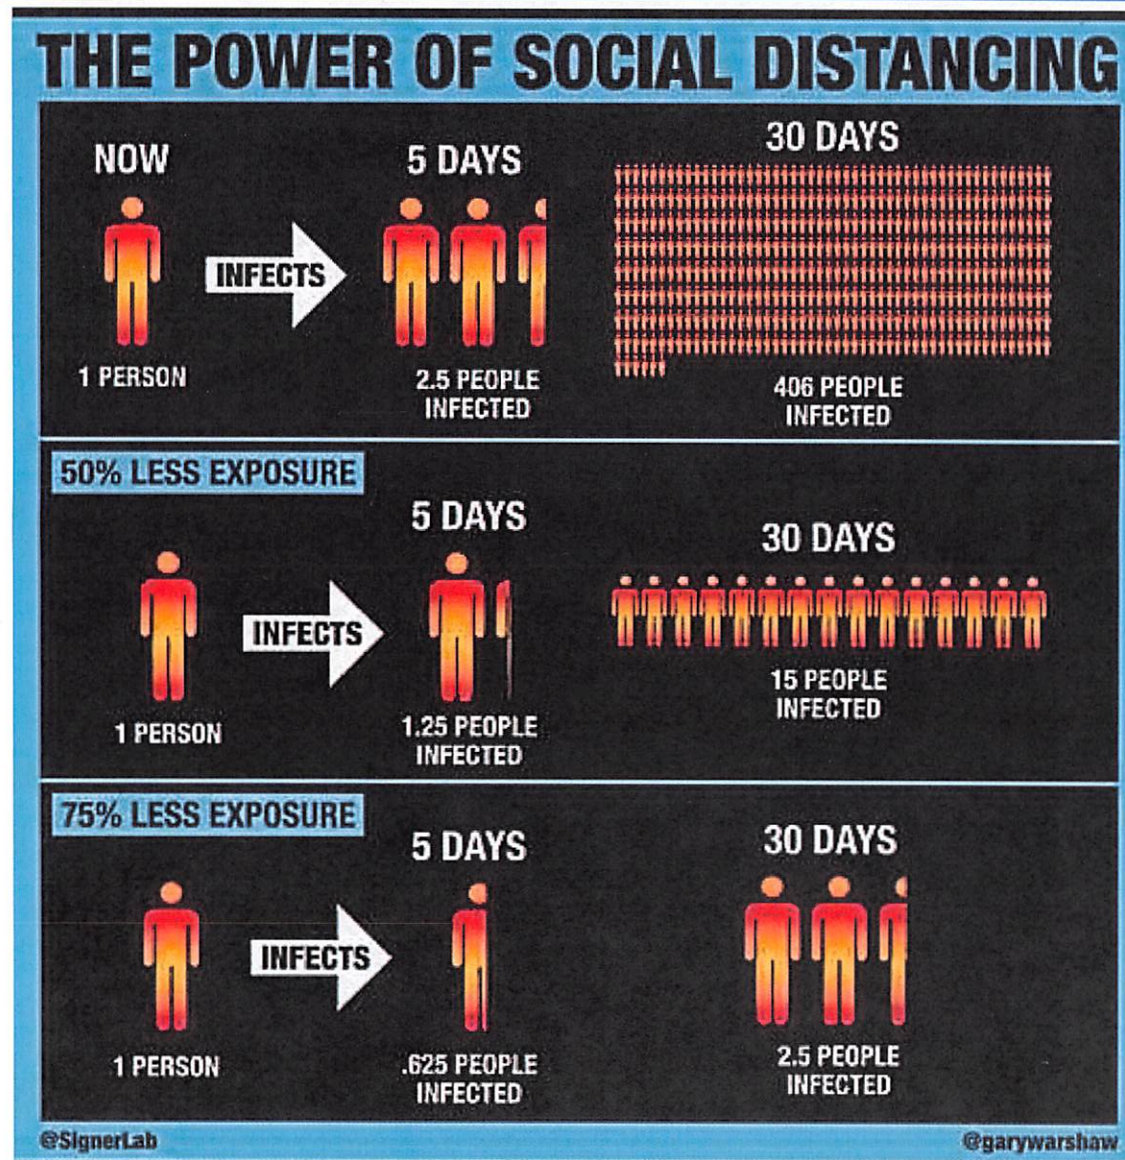 THE POWER OF SOCIAL DISTANCING
NOW
5 DAYS
30 DAYS
INFECTS
1 PERSON
2.5 PEOPLE
INFECTED
406 PEOPLE
INFECTED
50% LESS EXPOSURE
5 DAYS
30 DAYS
INFECTS
1 PERSON
1.25 PEOPLE
INFECTED
15 PEOPLE
INFECTED
75% LESS EXPOSURE
5 DAYS
30 DAYS
INFECTS
1 PERSON
.625 PEOPLE
INFECTED
2.5 PEOPLE
INFECTED
@SignerLab
@garywarshaw